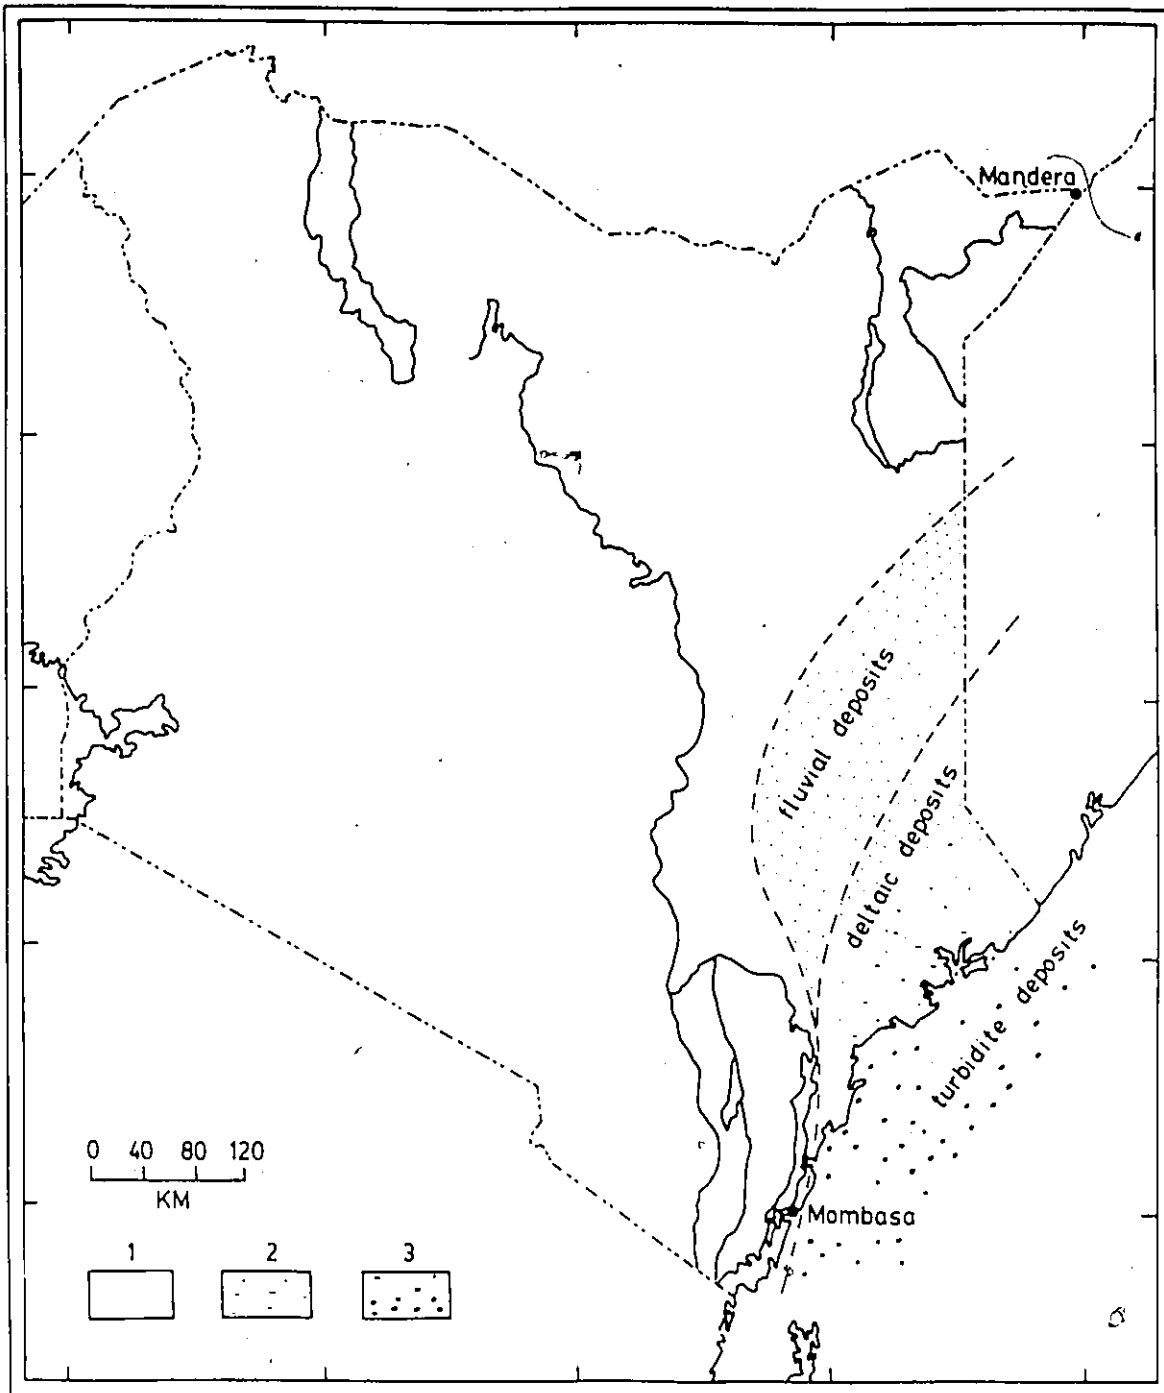 Mandera
fluvial deposits
deltaic deposits
turbidite deposits
Mombasa
0 40 80 120
KM
1 2 3